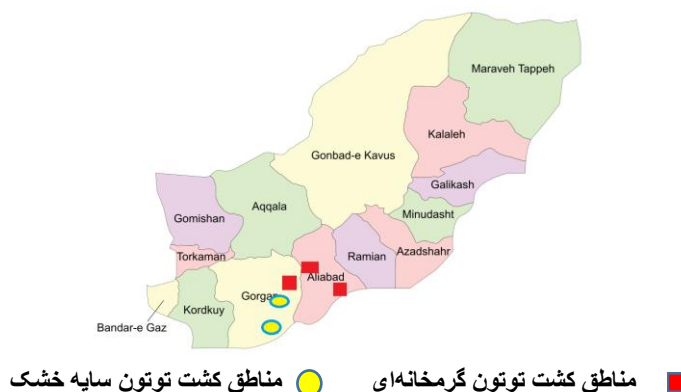 Maraveh Tappeh
Kalaleh
Gonbad-e Kavus
Galikash
Minudasht
Aqqala
Gomishan
Azadshahr
Ramian
Torkaman
Aliabad
Gorgan
Kordkuy
Bandar-e Gaz
مناطق کشت توتون گرمخانه‌ای
مناطق کشت توتون سایه خشک